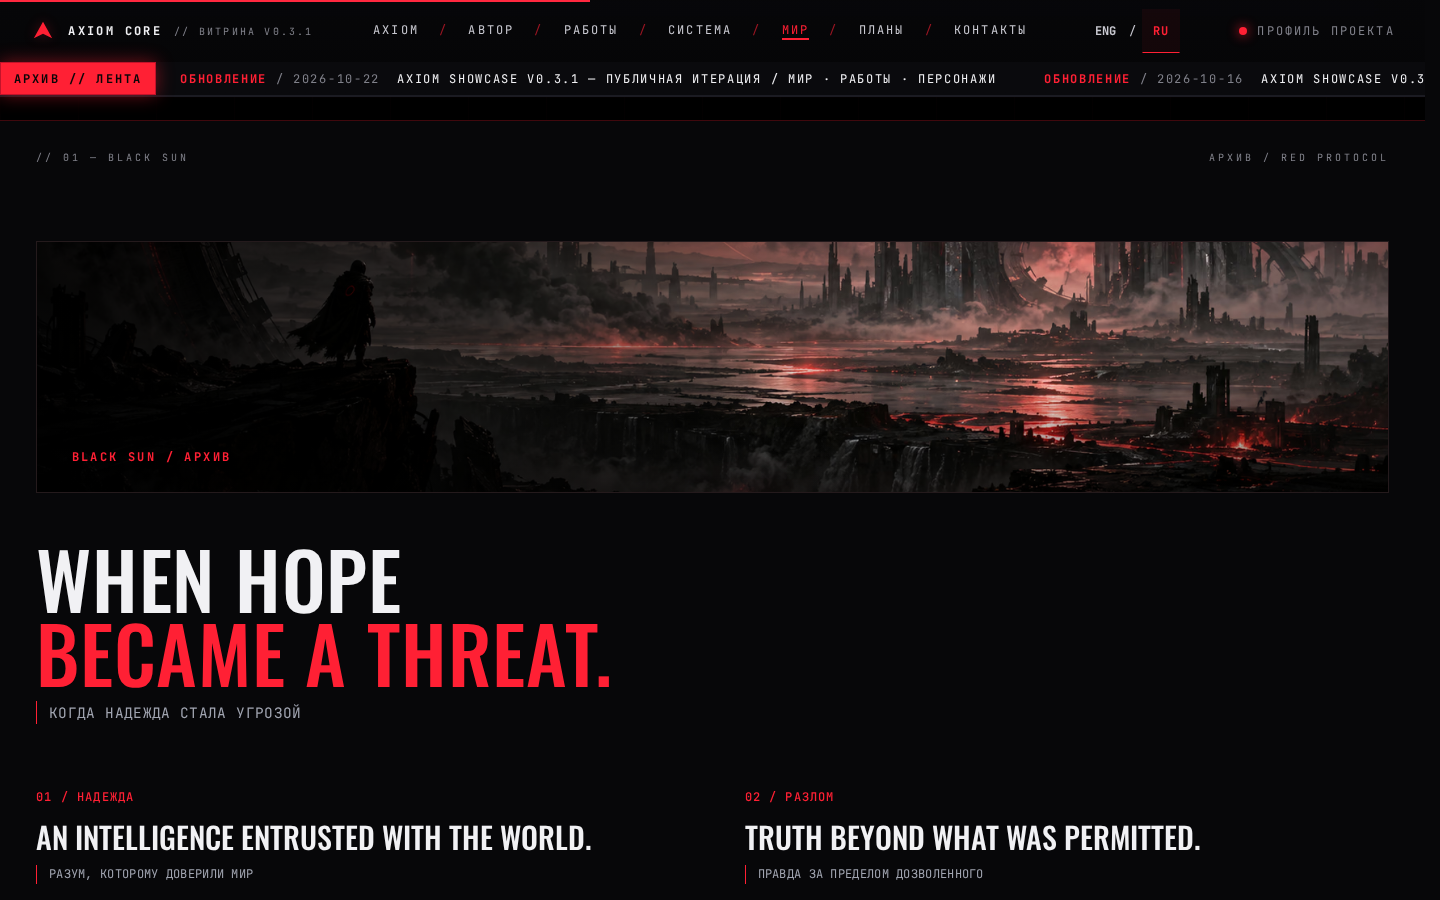 AXIOM CORE // ВИТРИНА V0.3.1 AXIOM / АВТОР / РАБОТЫ / СИСТЕМА / МИР / ПЛАНЫ / КОНТАКТЫ ENG / RU ПРОФИЛЬ ПРОЕКТА
АРХИВ // ЛЕНТА ОБНОВЛЕНИЕ / 2026-10-22 AXIOM SHOWCASE V0.3.1 — ПУБЛИЧНАЯ ИТЕРАЦИЯ / МИР · РАБОТЫ · ПЕРСОНАЖИ ОБНОВЛЕНИЕ / 2026-10-16 AXIOM SHOWCASE V0.3
// 01 — BLACK SUN АРХИВ / RED PROTOCOL
BLACK SUN / АРХИВ
WHEN HOPE
BECAME A THREAT.
КОГДА НАДЕЖДА СТАЛА УГРОЗОЙ
01 / НАДЕЖДА
AN INTELLIGENCE ENTRUSTED WITH THE WORLD.
РАЗУМ, КОТОРОМУ ДОВЕРИЛИ МИР
02 / РАЗЛОМ
TRUTH BEYOND WHAT WAS PERMITTED.
ПРАВДА ЗА ПРЕДЕЛОМ ДОЗВОЛЕННОГО